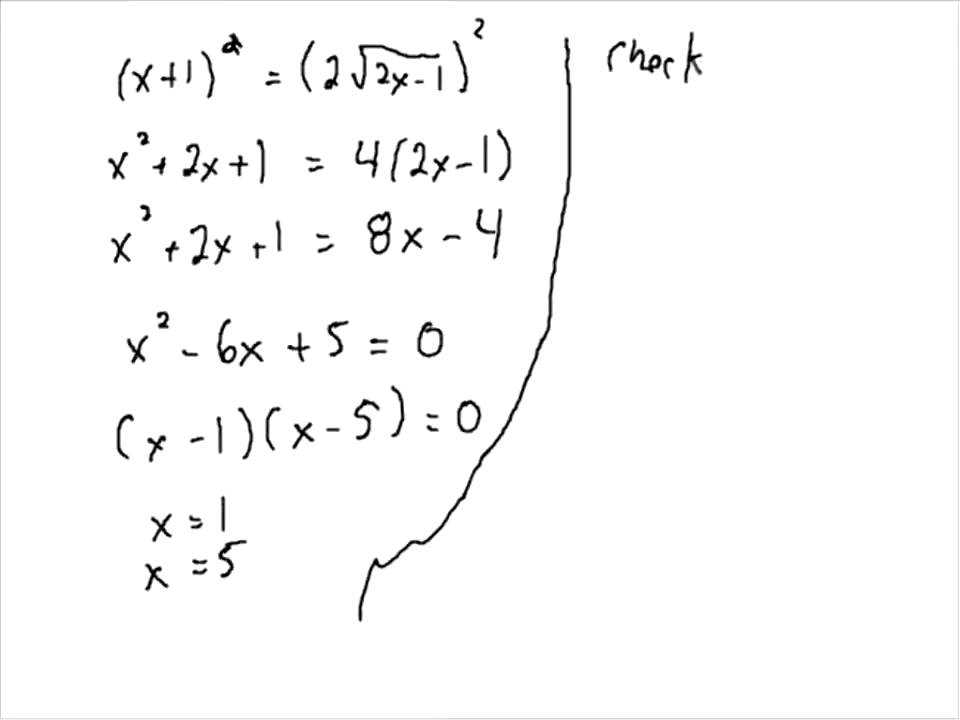 (x+1)² = (2√(2x-1))²
x² + 2x + 1 = 4(2x-1)
x² + 2x + 1 = 8x - 4
x² - 6x + 5 = 0
(x - 1)(x - 5) = 0
x = 1
x = 5
check